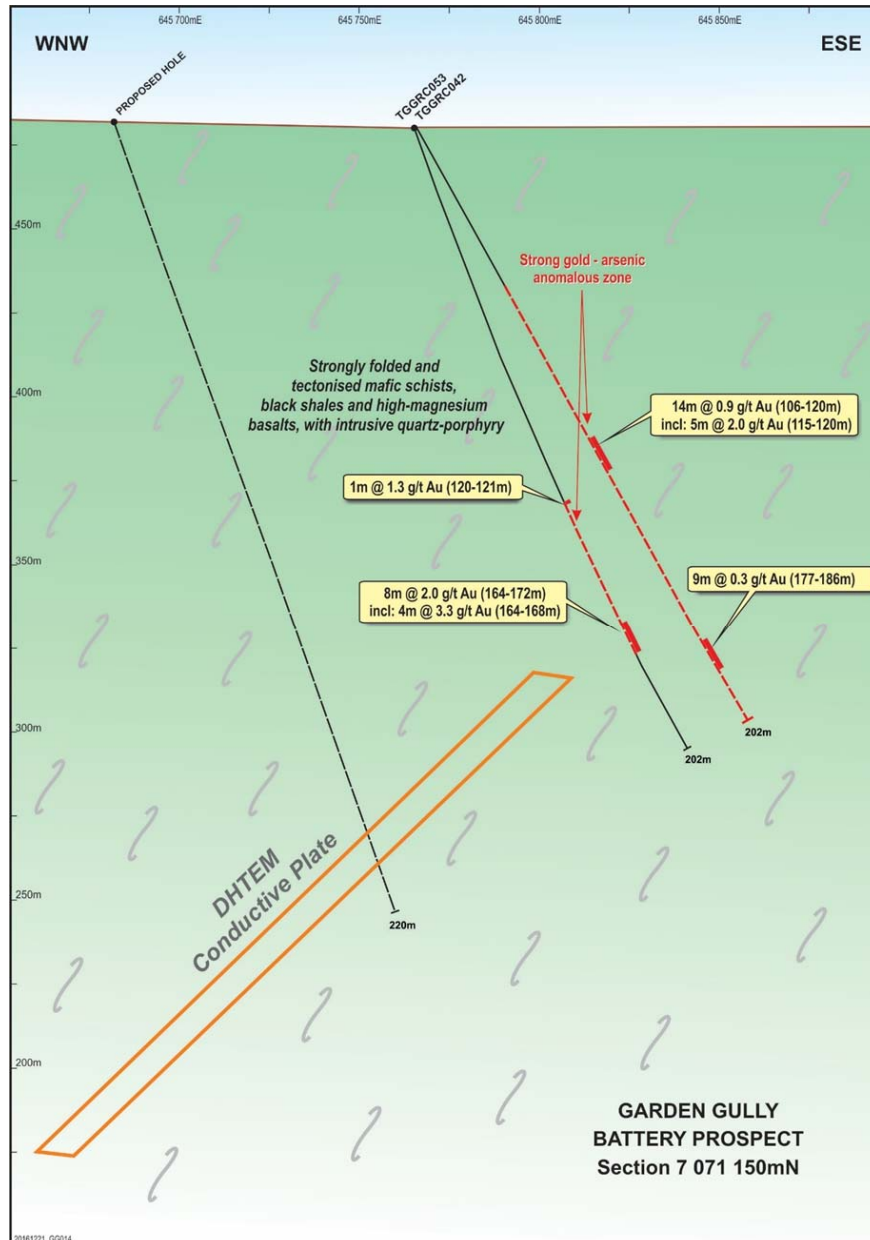 645 700mE
645 750mE
645 800mE
645 850mE
WNW
ESE
PROPOSED HOLE
TGGRC053
TGGRC042
450m
Strong gold - arsenic
anomalous zone
400m
Strongly folded and
tectonised mafic schists,
black shales and high-magnesium
basalts, with intrusive quartz-porphyry
14m @ 0.9 g/t Au (106-120m)
incl: 5m @ 2.0 g/t Au (115-120m)
1m @ 1.3 g/t Au (120-121m)
350m
8m @ 2.0 g/t Au (164-172m)
incl: 4m @ 3.3 g/t Au (164-168m)
9m @ 0.3 g/t Au (177-186m)
300m
202m
202m
DHTEM
Conductive Plate
250m
220m
200m
GARDEN GULLY
BATTERY PROSPECT
Section 7 071 150mN
20161221_GG014